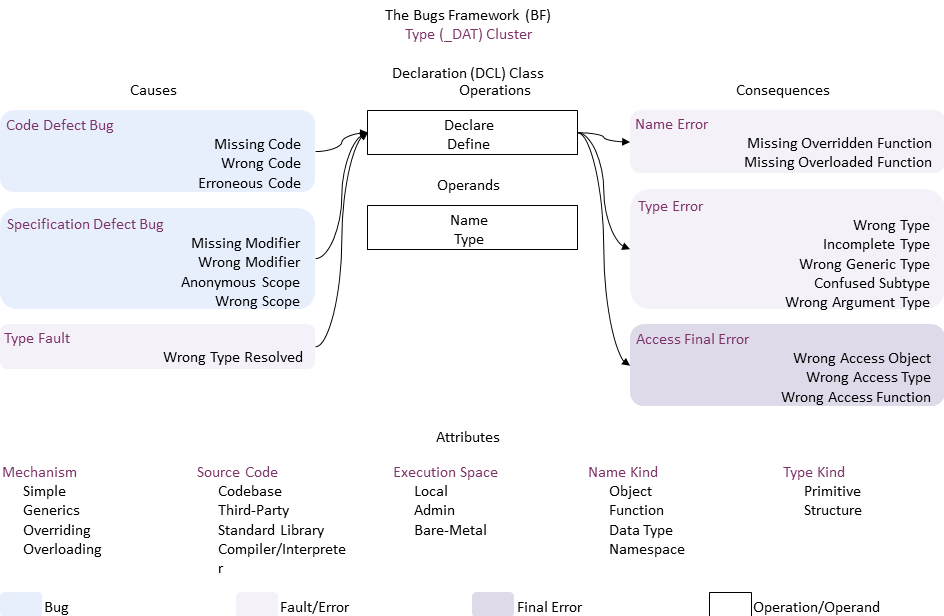 The Bugs Framework (BF)
Type (_DAT) Cluster
Declaration (DCL) Class
Causes
Operations
Consequences
Code Defect Bug
Missing Code
Wrong Code
Erroneous Code
Specification Defect Bug
Missing Modifier
Wrong Modifier
Anonymous Scope
Wrong Scope
Type Fault
Wrong Type Resolved
Declare
Define
Operands
Name
Type
Name Error
Missing Overridden Function
Missing Overloaded Function
Type Error
Wrong Type
Incomplete Type
Wrong Generic Type
Confused Subtype
Wrong Argument Type
Access Final Error
Wrong Access Object
Wrong Access Type
Wrong Access Function
Attributes
Mechanism
Simple
Generics
Overriding
Overloading
Source Code
Codebase
Third-Party
Standard Library
Compiler/Interprete
r
Execution Space
Local
Admin
Bare-Metal
Name Kind
Object
Function
Data Type
Namespace
Type Kind
Primitive
Structure
Bug
Fault/Error
Final Error
Operation/Operand